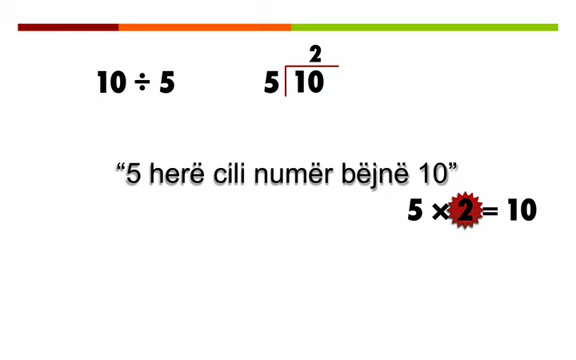 10 ÷ 5
2
5 10
“5 herë cili numër bëjnë 10”
5 × 2 = 10